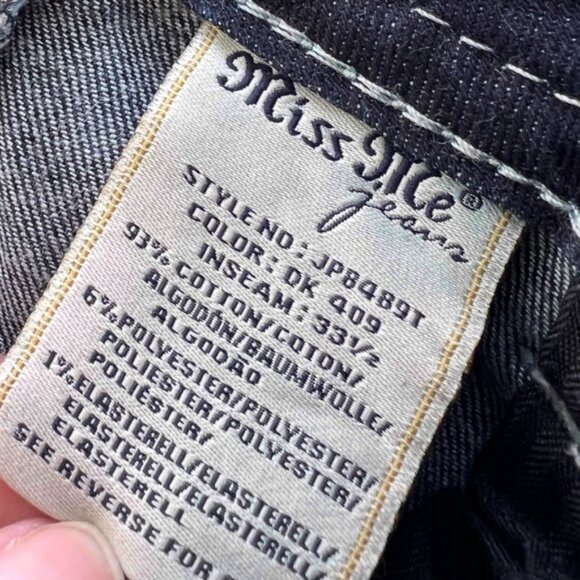 Miss Me®
jeans
STYLE NO : JP8489T
COLOR : DK 409
INSEAM : 33½
93% COTTON/COTON/
ALGODÓN/BAUMWOLLE/
ALGODÃO
6% POLYESTER/POLYESTER/
POLIÉSTER/POLYESTER/
POLIÉSTER/
1% ELASTERELL/ELASTERELL/
ELASTERELL/ELASTERELL/
ELASTERELL
SEE REVERSE FOR